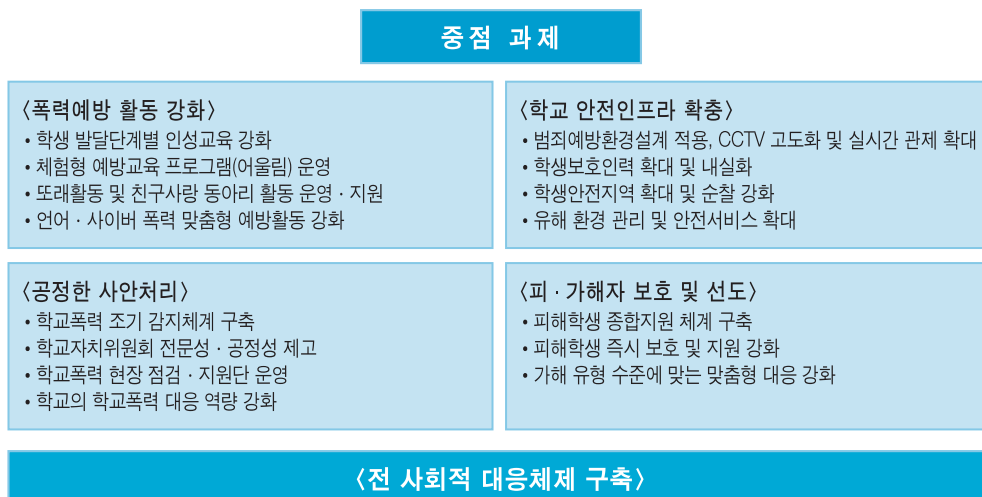 중점 과제
〈폭력예방 활동 강화〉
• 학생 발달단계별 인성교육 강화
• 체험형 예방교육 프로그램(어울림) 운영
• 또래활동 및 친구사랑 동아리 활동 운영 · 지원
• 언어 · 사이버 폭력 맞춤형 예방활동 강화
〈학교 안전인프라 확충〉
• 범죄예방환경설계 적용, CCTV 고도화 및 실시간 관제 확대
• 학생보호인력 확대 및 내실화
• 학생안전지역 확대 및 순찰 강화
• 유해 환경 관리 및 안전서비스 확대
〈공정한 사안처리〉
• 학교폭력 조기 감지체계 구축
• 학교자치위원회 전문성 · 공정성 제고
• 학교폭력 현장 점검 · 지원단 운영
• 학교의 학교폭력 대응 역량 강화
〈피 · 가해자 보호 및 선도〉
• 피해학생 종합지원 체계 구축
• 피해학생 즉시 보호 및 지원 강화
• 가해 유형 수준에 맞는 맞춤형 대응 강화
〈전 사회적 대응체제 구축〉